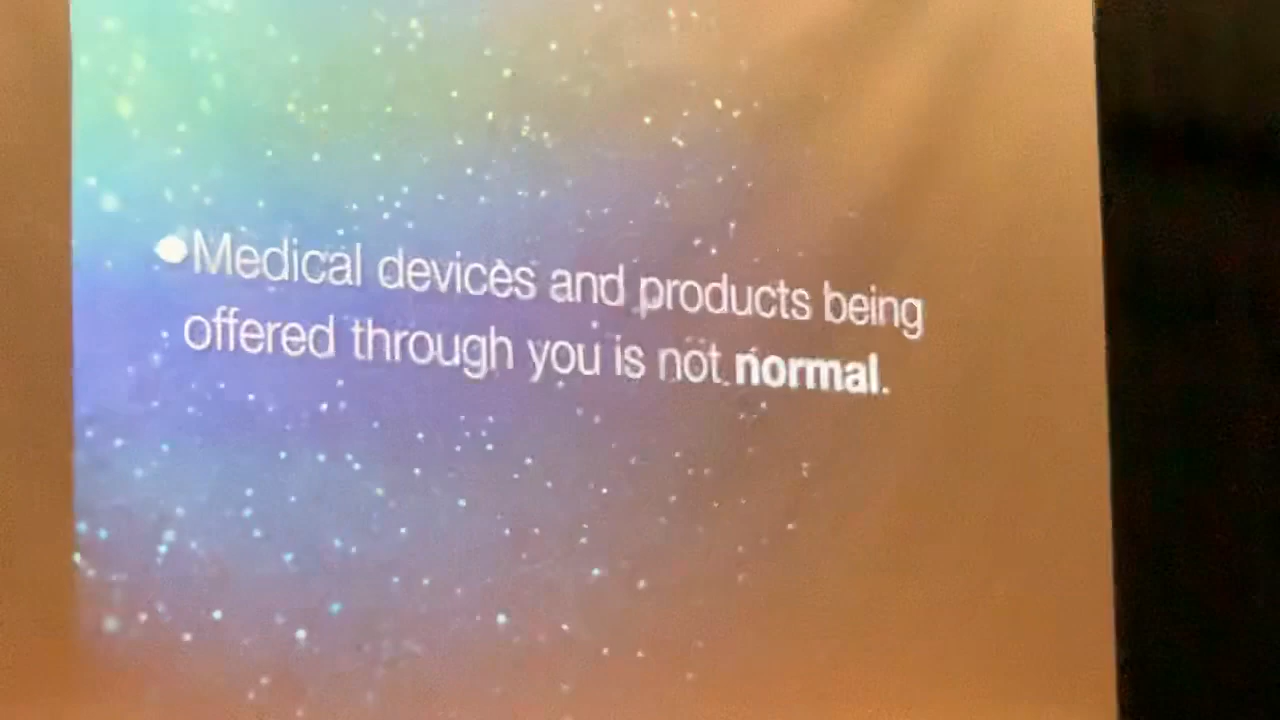 •Medical devices and products being
offered through you is not normal.